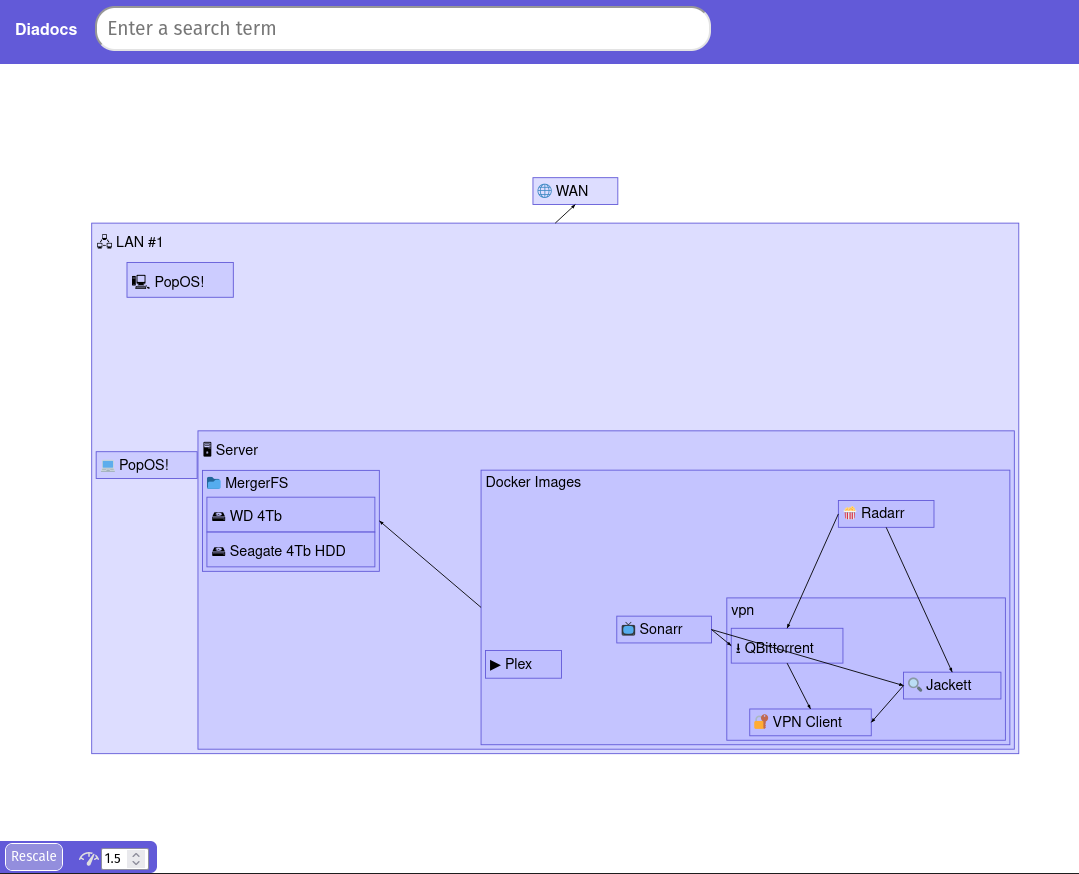 Diadocs
Enter a search term
WAN
LAN #1
PopOS!
Server
PopOS!
MergerFS
WD 4Tb
Seagate 4Tb HDD
Docker Images
Radarr
vpn
Sonarr
QBittorrent
Plex
Jackett
VPN Client
Rescale
1.5